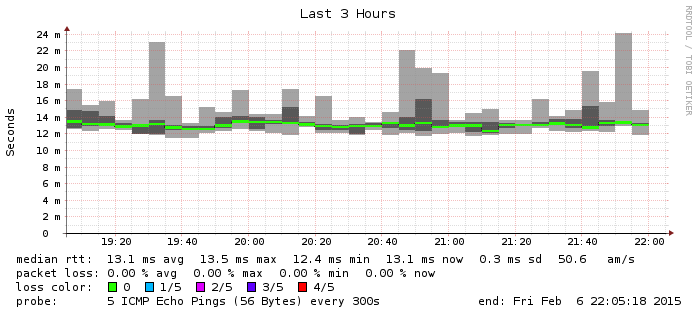 Last 3 Hours
RRDTOOL / TOBI OETIKER
Seconds
24 m
22 m
20 m
18 m
16 m
14 m
12 m
10 m
8 m
6 m
4 m
2 m
0
19:20 19:40 20:00 20:20 20:40 21:00 21:20 21:40 22:00
median rtt: 13.1 ms avg 13.5 ms max 12.4 ms min 13.1 ms now 0.3 ms sd 50.6 am/s
packet loss: 0.00 % avg 0.00 % max 0.00 % min 0.00 % now
loss color: 0 1/5 2/5 3/5 4/5
probe: 5 ICMP Echo Pings (56 Bytes) every 300s end: Fri Feb 6 22:05:18 2015